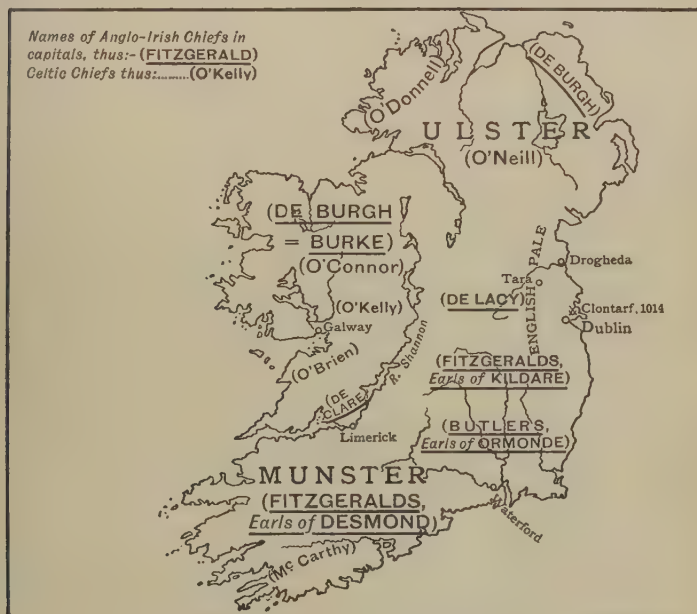 Names of Anglo-Irish Chiefs in
capitals, thus:- (FITZGERALD)
Celtic Chiefs thus:......... (O'Kelly)
(O'Donnell)
(DE BURGH)
ULSTER
(O'Neill)
(DE BURGH
= BURKE)
(O'Connor)
(O'Kelly)
Galway
(O'Brien)
R. Shannon
(DE
CLARE)
Limerick
ENGLISH PALE
Drogheda
Tara
Clontarf, 1014
Dublin
(DE LACY)
(FITZGERALDS,
Earls of KILDARE)
(BUTLERS,
Earls of ORMONDE)
MUNSTER
(FITZGERALDS,
Earls of DESMOND)
Waterford
(Mc Carthy)